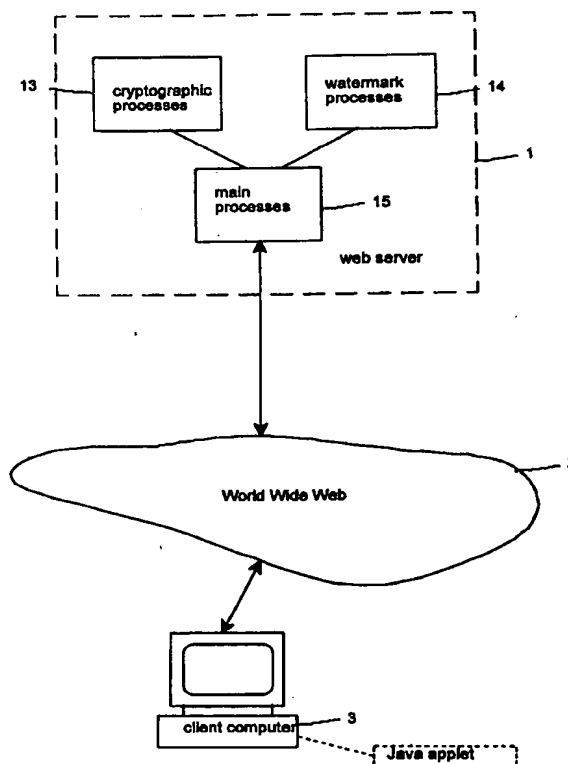 13
cryptographic
processes
watermark
processes
14
1
main
processes
15
web server
World Wide Web
client computer
3
Java applet